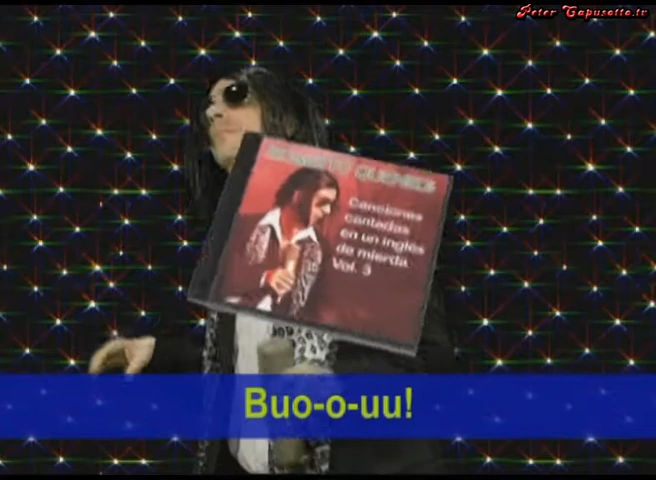 Peter Capusotto.tv
Canciones
cantadas
en un inglés
de mierda
Vol. 3
Buo-o-uu!